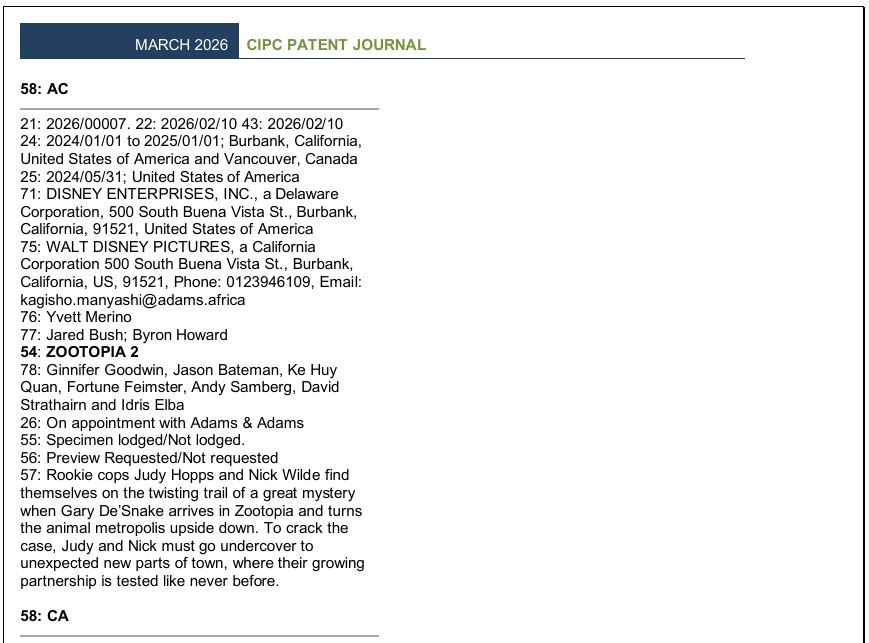 MARCH 2026 CIPC PATENT JOURNAL
58: AC
21: 2026/00007. 22: 2026/02/10 43: 2026/02/10
24: 2024/01/01 to 2025/01/01; Burbank, California,
United States of America and Vancouver, Canada
25: 2024/05/31; United States of America
71: DISNEY ENTERPRISES, INC., a Delaware
Corporation, 500 South Buena Vista St., Burbank,
California, 91521, United States of America
75: WALT DISNEY PICTURES, a California
Corporation 500 South Buena Vista St., Burbank,
California, US, 91521, Phone: 0123946109, Email:
kagisho.manyashi@adams.africa
76: Yvett Merino
77: Jared Bush; Byron Howard
54: ZOOTOPIA 2
78: Ginnifer Goodwin, Jason Bateman, Ke Huy
Quan, Fortune Feimster, Andy Samberg, David
Strathairn and Idris Elba
26: On appointment with Adams & Adams
55: Specimen lodged/Not lodged.
56: Preview Requested/Not requested
57: Rookie cops Judy Hopps and Nick Wilde find
themselves on the twisting trail of a great mystery
when Gary De’Snake arrives in Zootopia and turns
the animal metropolis upside down. To crack the
case, Judy and Nick must go undercover to
unexpected new parts of town, where their growing
partnership is tested like never before.
58: CA